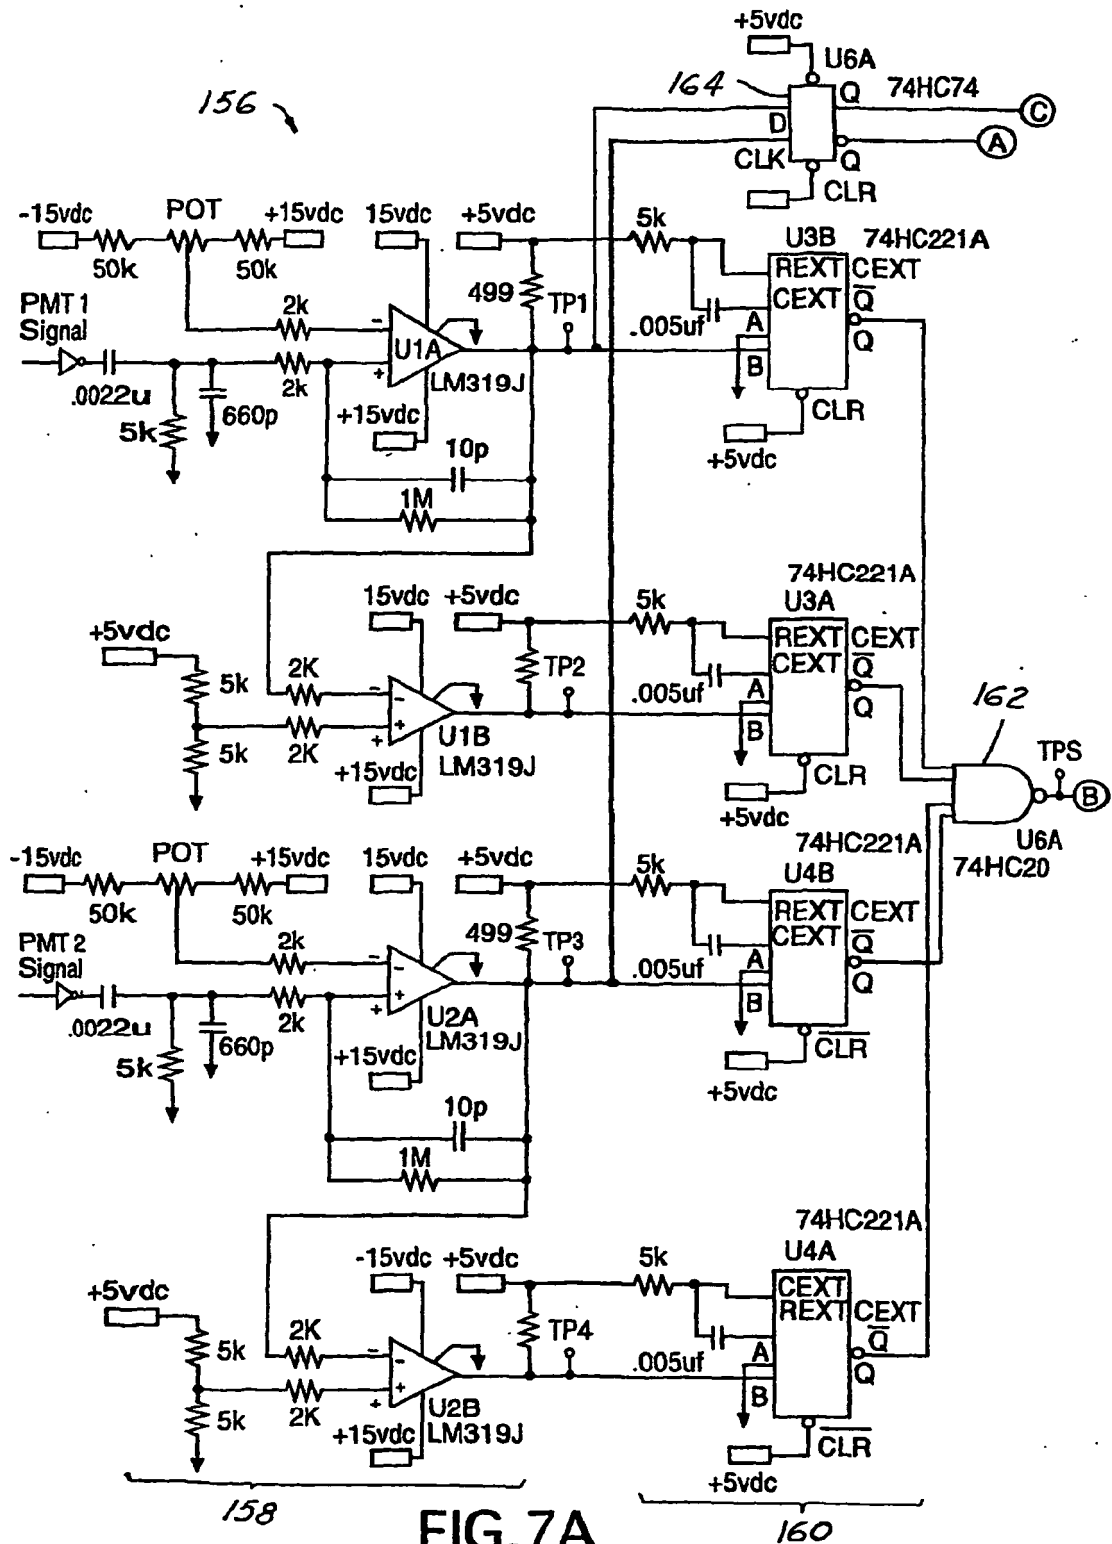 +5vdc
U6A
156
164
Q
74HC74
C
D
A
CLK
Q
CLR
-15vdc
POT
+15vdc
15vdc
+5vdc
5k
U3B
74HC221A
50k
50k
REXT CEXT
499
TP1
CEXT Q
PMT 1
Signal
2k
-
.005uf
A
U1A
Q
B
+
LM319J
.0022u
2k
CLR
660p
+15vdc
5k
10p
+5vdc
1M
74HC221A
15vdc
+5vdc
5k
U3A
+5vdc
REXT CEXT
2K
TP2
CEXT Q
5k
-
-
.005uf
A
Q
162
+
B
2K
+
U1B
TPS
5k
LM319J
+15vdc
CLR
B
+5vdc
U6A
74HC221A
74HC20
-15vdc
POT
+15vdc
15vdc
+5vdc
5k
U4B
50k
50k
REXT CEXT
499
TP3
CEXT Q
PMT 2
Signal
2k
-
-
.005uf
A
Q
+
B
.0022u
2k
+
U2A
LM319J
CLR
660p
+15vdc
5k
+5vdc
10p
1M
74HC221A
-15vdc
+5vdc
5k
U4A
+5vdc
CEXT
REXT CEXT
2K
TP4
Q
5k
-
-
.005uf
A
Q
+
B
2K
+
U2B
5k
LM319J
+15vdc
CLR
+5vdc
158
160
FIG. 7A